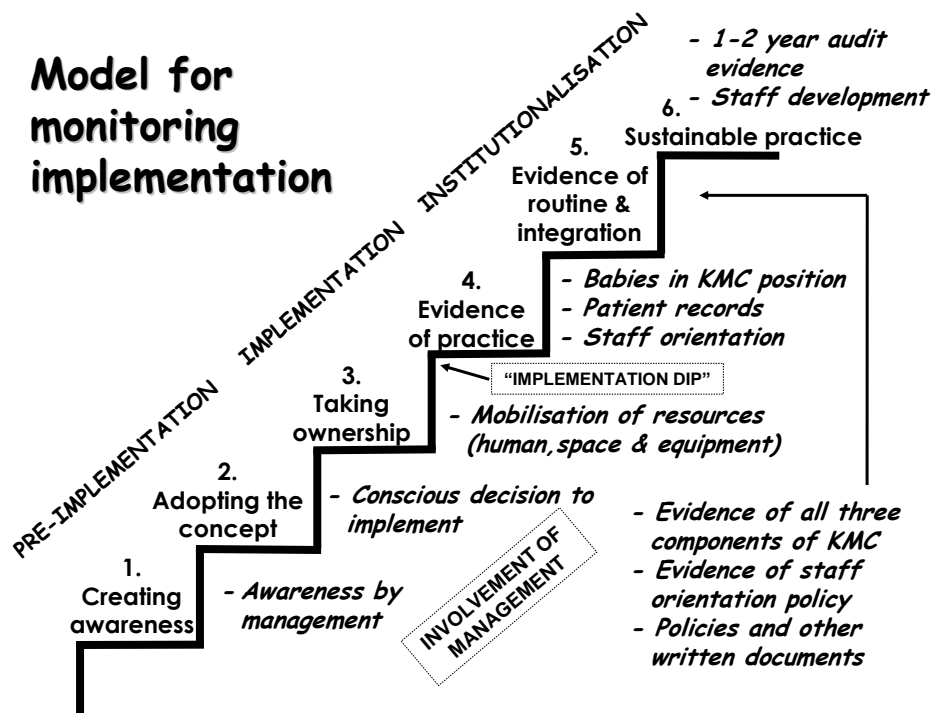 Model for
monitoring
implementation
PRE-IMPLEMENTATION IMPLEMENTATION INSTITUTIONALISATION
1.
Creating
awareness
- Awareness by
management
2.
Adopting the
concept
- Conscious decision to
implement
3.
Taking
ownership
- Mobilisation of resources
(human,space & equipment)
4.
Evidence
of practice
"IMPLEMENTATION DIP"
- Babies in KMC position
- Patient records
- Staff orientation
5.
Evidence of
routine &
integration
- Evidence of all three
components of KMC
- Evidence of staff
orientation policy
- Policies and other
written documents
6.
Sustainable practice
- 1-2 year audit
evidence
- Staff development
INVOLVEMENT OF
MANAGEMENT